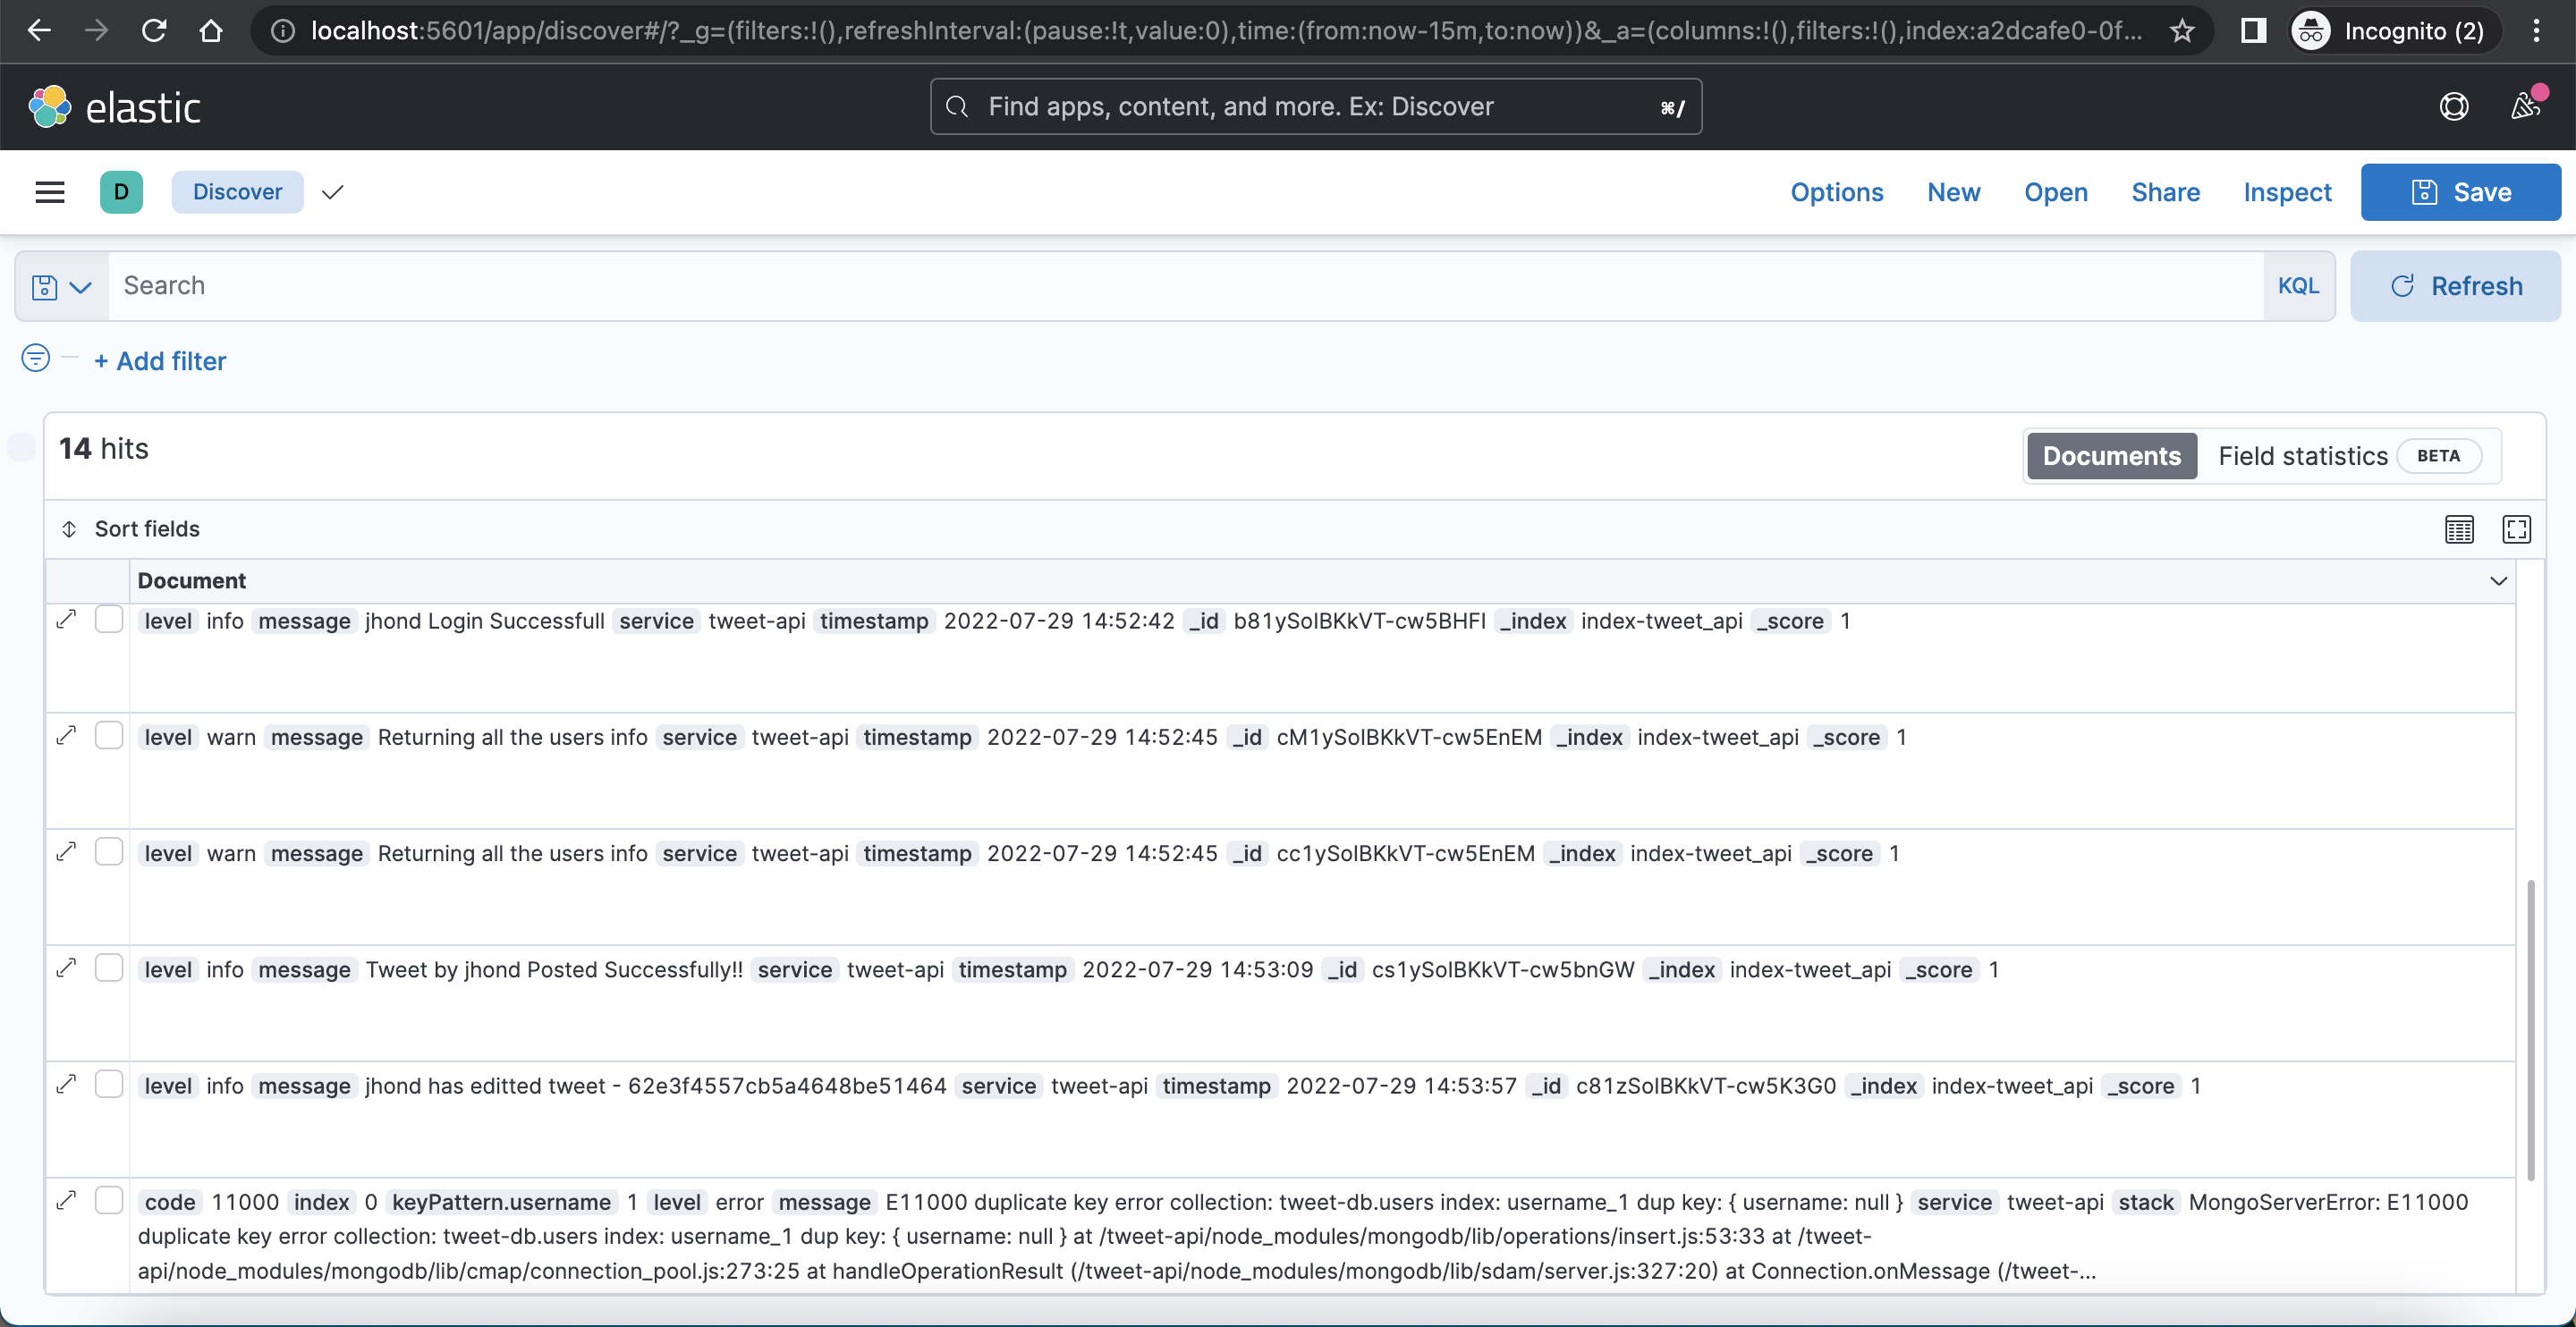 localhost:5601/app/discover#/?_g=(filters:!(),refreshInterval:(pause:!t,value:0),time:(from:now-15m,to:now))&_a=(columns:!(),filters:!(),index:a2dcafe0-0f... Incognito (2)
elastic Find apps, content, and more. Ex: Discover ⌘/
D Discover Options New Open Share Inspect Save
Search KQL Refresh
+ Add filter
14 hits Documents Field statistics BETA
Sort fields
Document
level info message jhond Login Successfull service tweet-api timestamp 2022-07-29 14:52:42 _id b81ySoIBKkVT-cw5BHFI _index index-tweet_api _score 1
level warn message Returning all the users info service tweet-api timestamp 2022-07-29 14:52:45 _id cM1ySoIBKkVT-cw5EnEM _index index-tweet_api _score 1
level warn message Returning all the users info service tweet-api timestamp 2022-07-29 14:52:45 _id cc1ySoIBKkVT-cw5EnEM _index index-tweet_api _score 1
level info message Tweet by jhond Posted Successfully!! service tweet-api timestamp 2022-07-29 14:53:09 _id cs1ySoIBKkVT-cw5bnGW _index index-tweet_api _score 1
level info message jhond has editted tweet - 62e3f4557cb5a4648be51464 service tweet-api timestamp 2022-07-29 14:53:57 _id c81zSoIBKkVT-cw5K3G0 _index index-tweet_api _score 1
code 11000 index 0 keyPattern.username 1 level error message E11000 duplicate key error collection: tweet-db.users index: username_1 dup key: { username: null } service tweet-api stack MongoServerError: E11000
duplicate key error collection: tweet-db.users index: username_1 dup key: { username: null } at /tweet-api/node_modules/mongodb/lib/operations/insert.js:53:33 at /tweet-
api/node_modules/mongodb/lib/cmap/connection_pool.js:273:25 at handleOperationResult (/tweet-api/node_modules/mongodb/lib/sdam/server.js:327:20) at Connection.onMessage (/tweet-...